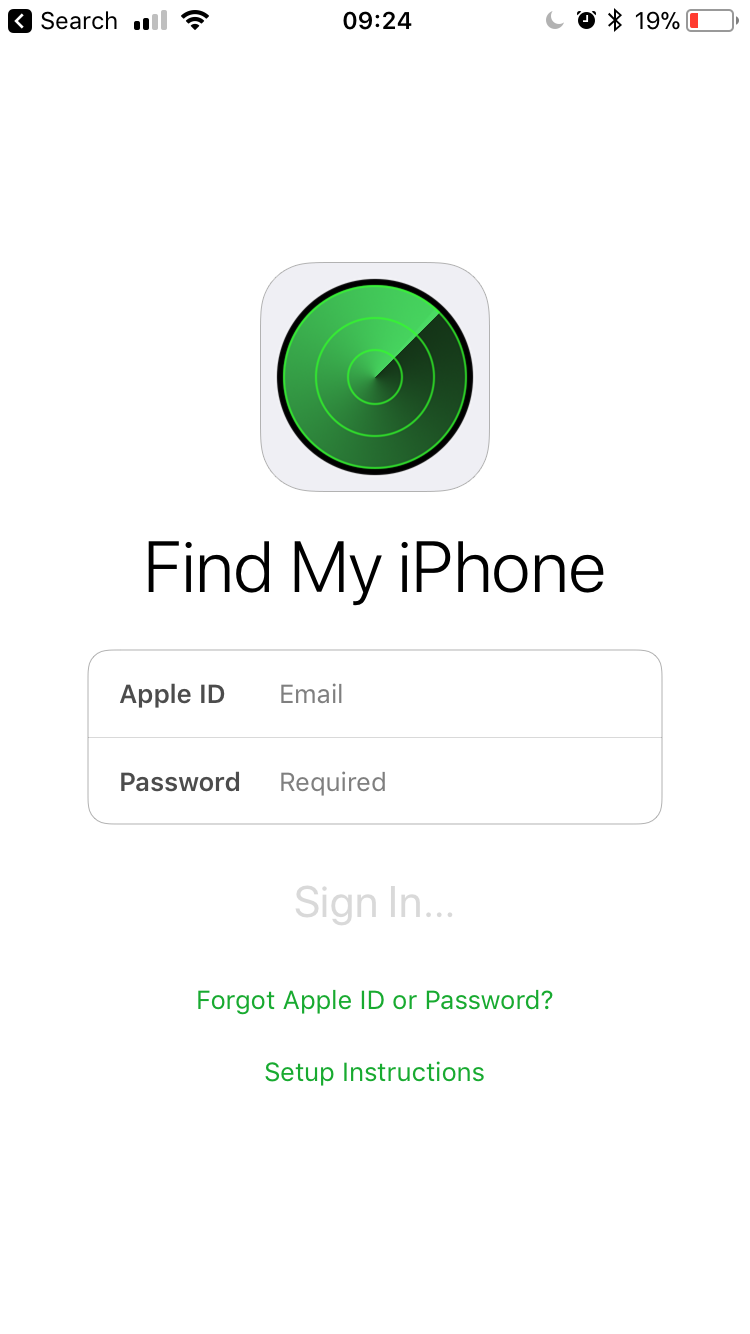 Search 09:24 19%
Find My iPhone
Apple ID Email
Password Required
Sign In...
Forgot Apple ID or Password?
Setup Instructions